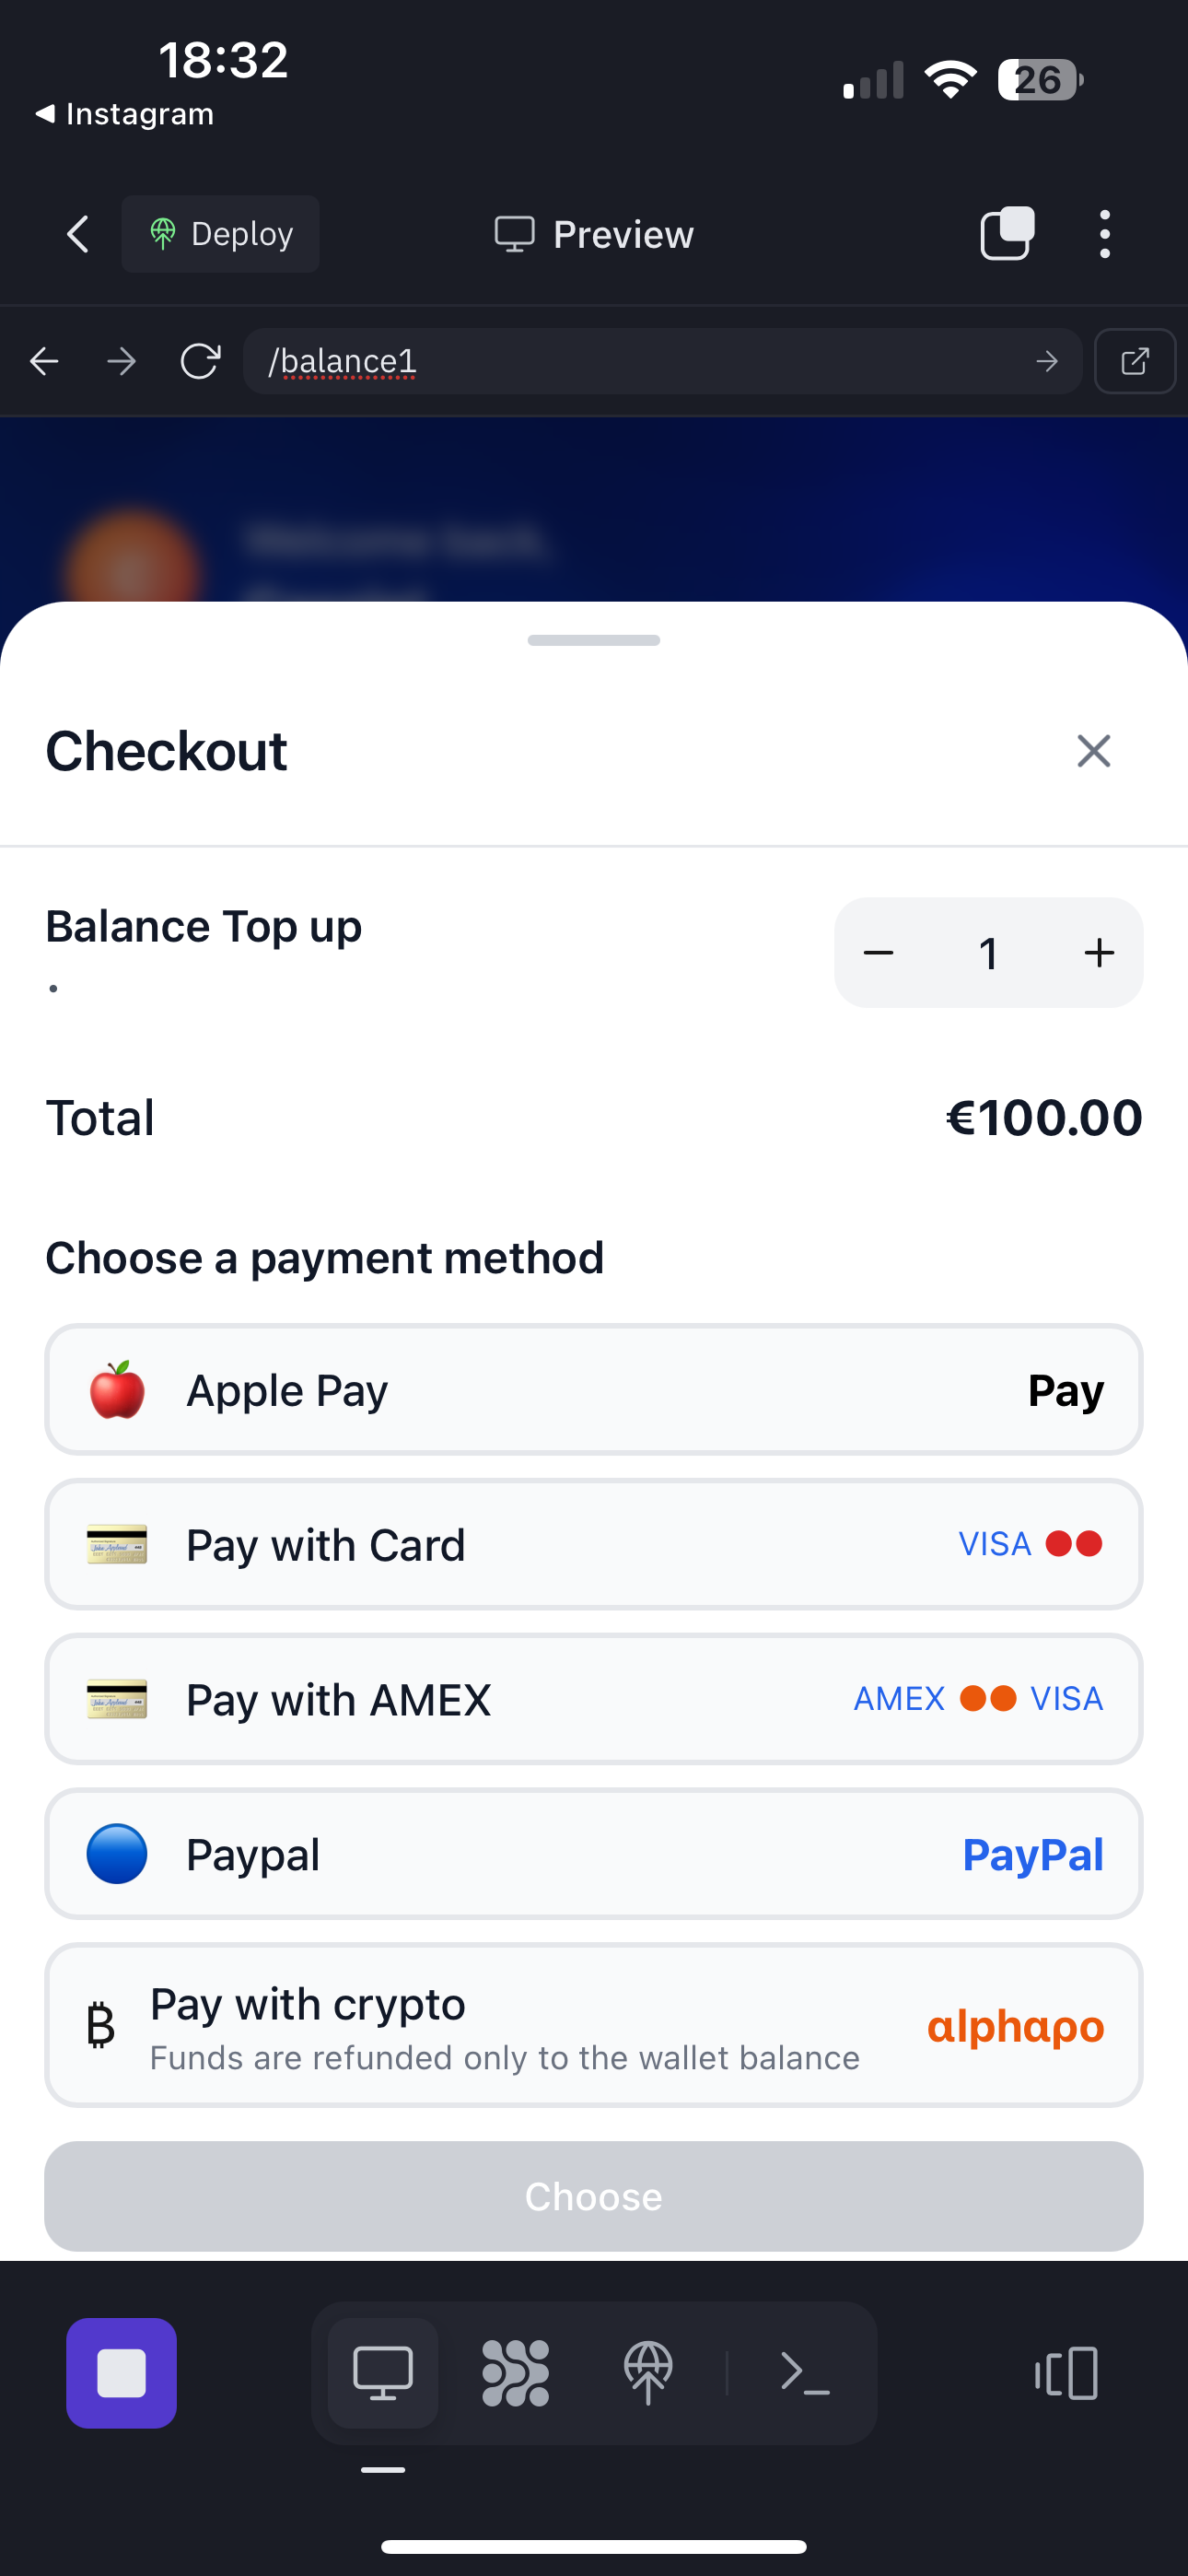 18:32
26
Instagram
Deploy
Preview
/balance1
Welcome back,
Checkout
Balance Top up
1
.
Total
€100.00
Choose a payment method
Apple Pay
Pay
Pay with Card
VISA
Pay with AMEX
AMEX
VISA
Paypal
PayPal
₿
Pay with crypto
Funds are refunded only to the wallet balance
alphapo
Choose